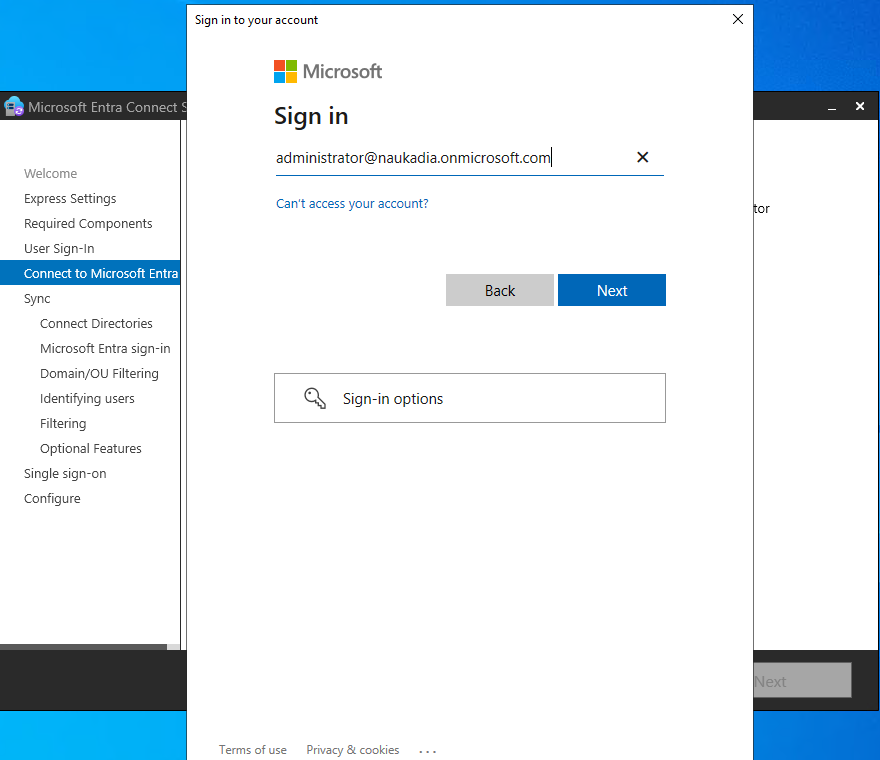 Sign in to your account
Microsoft
Sign in
administrator@naukadia.onmicrosoft.com
Can't access your account?
Back
Next
Sign-in options
Terms of use
Privacy & cookies
Microsoft Entra Connect
Welcome
Express Settings
Required Components
User Sign-In
Connect to Microsoft Entra
Sync
Connect Directories
Microsoft Entra sign-in
Domain/OU Filtering
Identifying users
Filtering
Optional Features
Single sign-on
Configure
Next